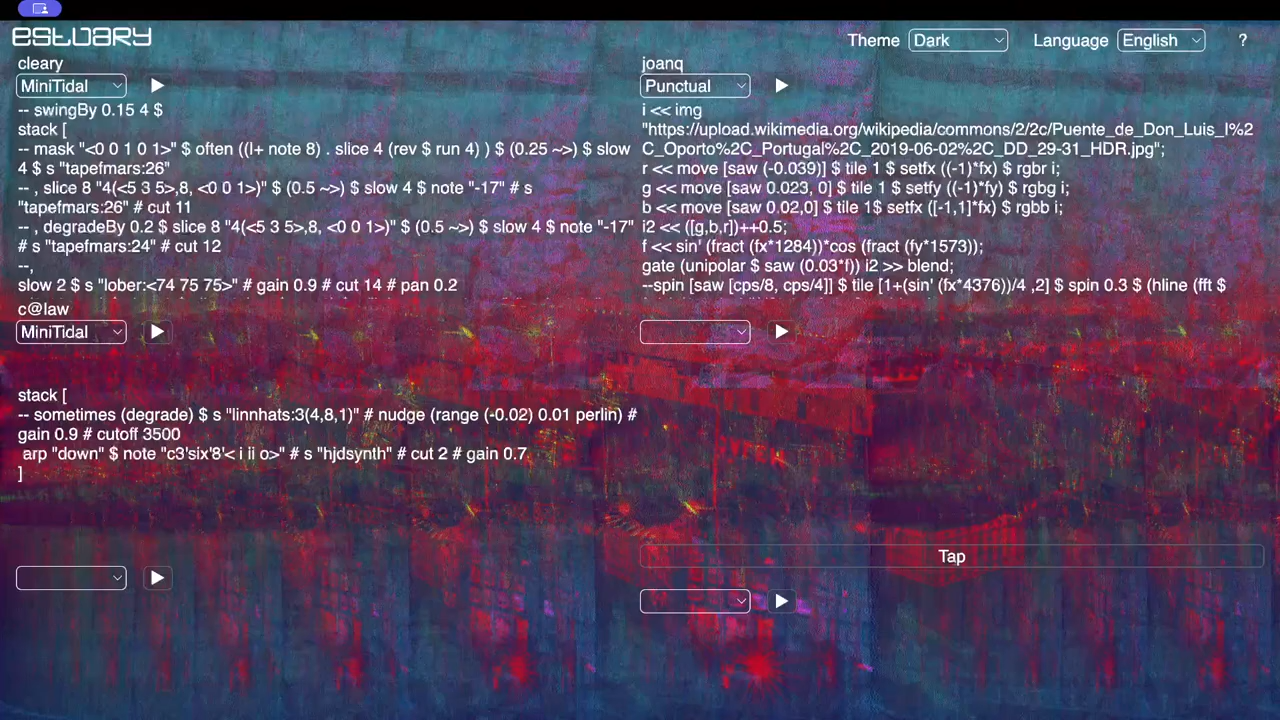 estuary
Theme Dark Language English ?
cleary
MiniTidal
-- swingBy 0.15 4 $
stack [
-- mask "<0 0 1 0 1>" $ often ((|+ note 8) . slice 4 (rev $ run 4) ) $ (0.25 ~>) $ slow
4 $ s "tapefmars:26"
-- , slice 8 "4(<5 3 5>,8, <0 0 1>)" $ (0.5 ~>) $ slow 4 $ note "-17" # s
"tapefmars:26" # cut 11
-- , degradeBy 0.2 $ slice 8 "4(<5 3 5>,8, <0 0 1>)" $ (0.5 ~>) $ slow 4 $ note "-17"
# s "tapefmars:24" # cut 12
--,
slow 2 $ s "lober:<74 75 75>" # gain 0.9 # cut 14 # pan 0.2
joanq
Punctual
i << img
"https://upload.wikimedia.org/wikipedia/commons/2/2c/Puente_de_Don_Luis_I%2
C_Oporto%2C_Portugal%2C_2019-06-02%2C_DD_29-31_HDR.jpg";
r << move [saw (-0.039)] $ tile 1 $ setfx ((-1)*fx) $ rgbr i;
g << move [saw 0.023, 0] $ tile 1 $ setfy ((-1)*fy) $ rgbg i;
b << move [saw 0.02,0] $ tile 1$ setfx ([-1,1]*fx) $ rgbb i;
i2 << ([g,b,r])++0.5;
f << sin' (fract (fx*1284))*cos (fract (fy*1573));
gate (unipolar $ saw (0.03*f)) i2 >> blend;
--spin [saw [cps/8, cps/4]] $ tile [1+(sin' (fx*4376))/4 ,2] $ spin 0.3 $ (hline (fft $
c@law
MiniTidal
stack [
-- sometimes (degrade) $ s "linnhats:3(4,8,1)" # nudge (range (-0.02) 0.01 perlin) #
gain 0.9 # cutoff 3500
arp "down" $ note "c3'six'8'< i ii o>" # s "hjdsynth" # cut 2 # gain 0.7
]
Tap